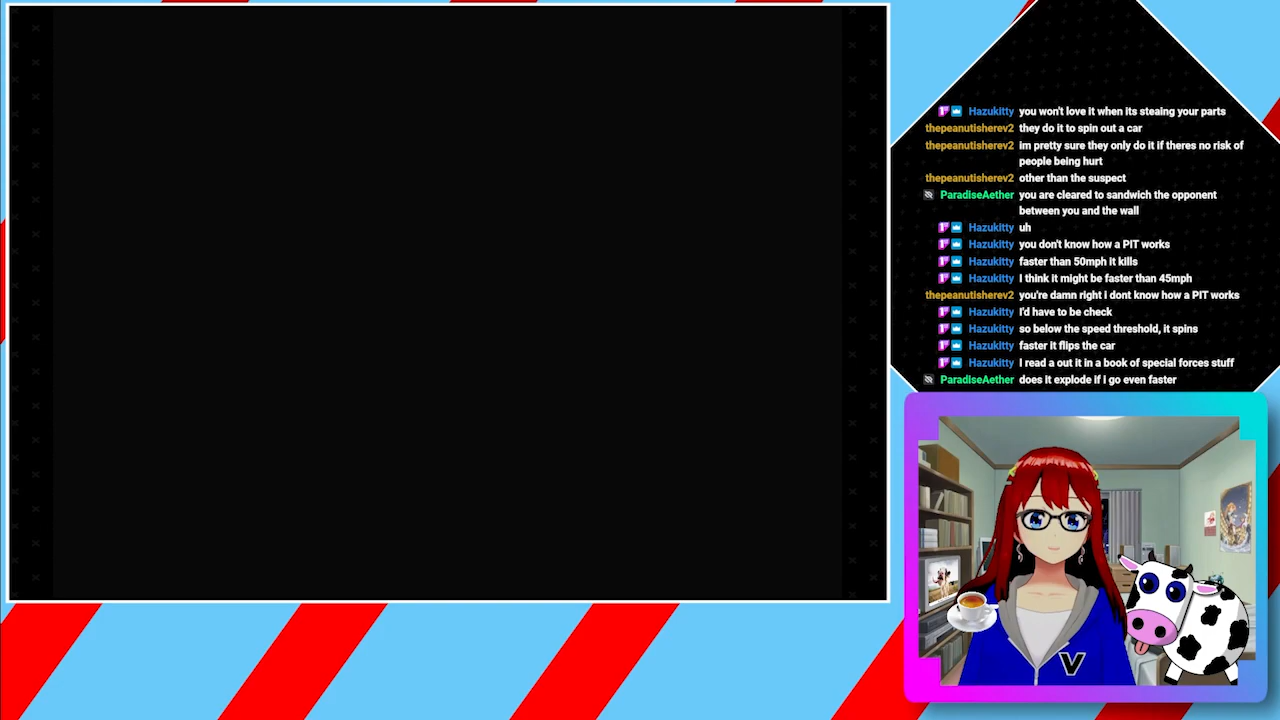 Hazukitty you won't love it when its steaing your parts
thepeanutisherev2 they do it to spin out a car
thepeanutisherev2 im pretty sure they only do it if theres no risk of
people being hurt
thepeanutisherev2 other than the suspect
ParadiseAether you are cleared to sandwich the opponent
between you and the wall
Hazukitty uh
Hazukitty you don't know how a PIT works
Hazukitty faster than 50mph it kills
Hazukitty I think it might be faster than 45mph
thepeanutisherev2 you're damn right i dont know how a PIT works
Hazukitty I'd have to be check
Hazukitty so below the speed threshold, it spins
Hazukitty faster it flips the car
Hazukitty I read a out it in a book of special forces stuff
ParadiseAether does it explode if i go even faster
V